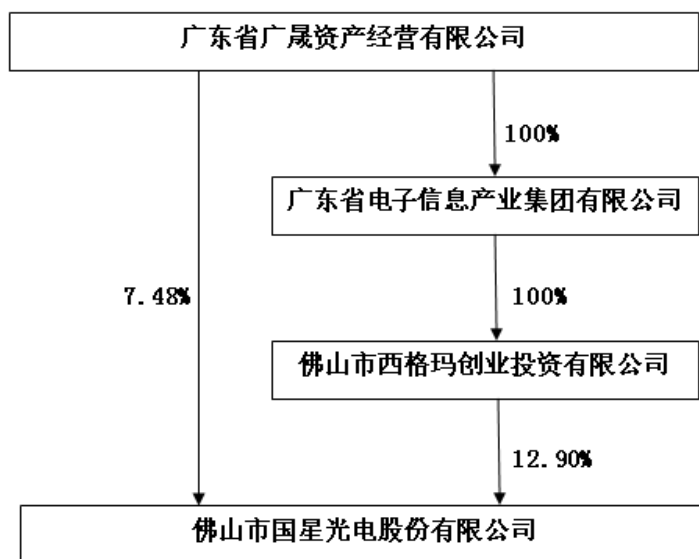 广东省广晟资产经营有限公司
100%
广东省电子信息产业集团有限公司
7.48%
100%
佛山市西格玛创业投资有限公司
12.90%
佛山市国星光电股份有限公司